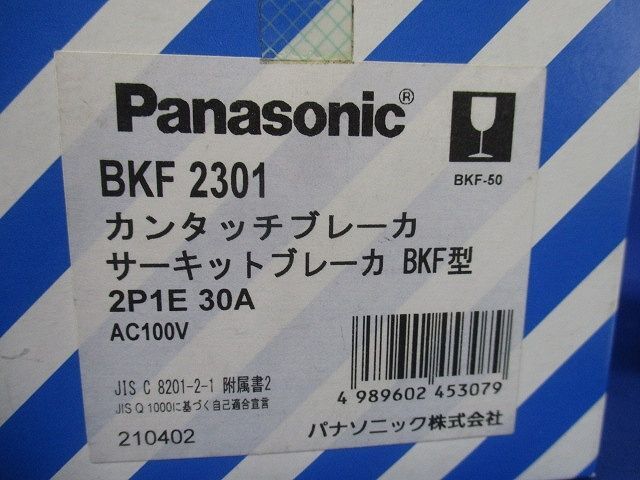 Panasonic®
BKF-50
BKF 2301
カンタッチブレーカ
サーキットブレーカ BKF型
2P1E 30A
AC100V
JIS C 8201-2-1 附属書2
JIS Q 1000に基づく自己適合宣言
210402
4 989602 453079
パナソニック株式会社